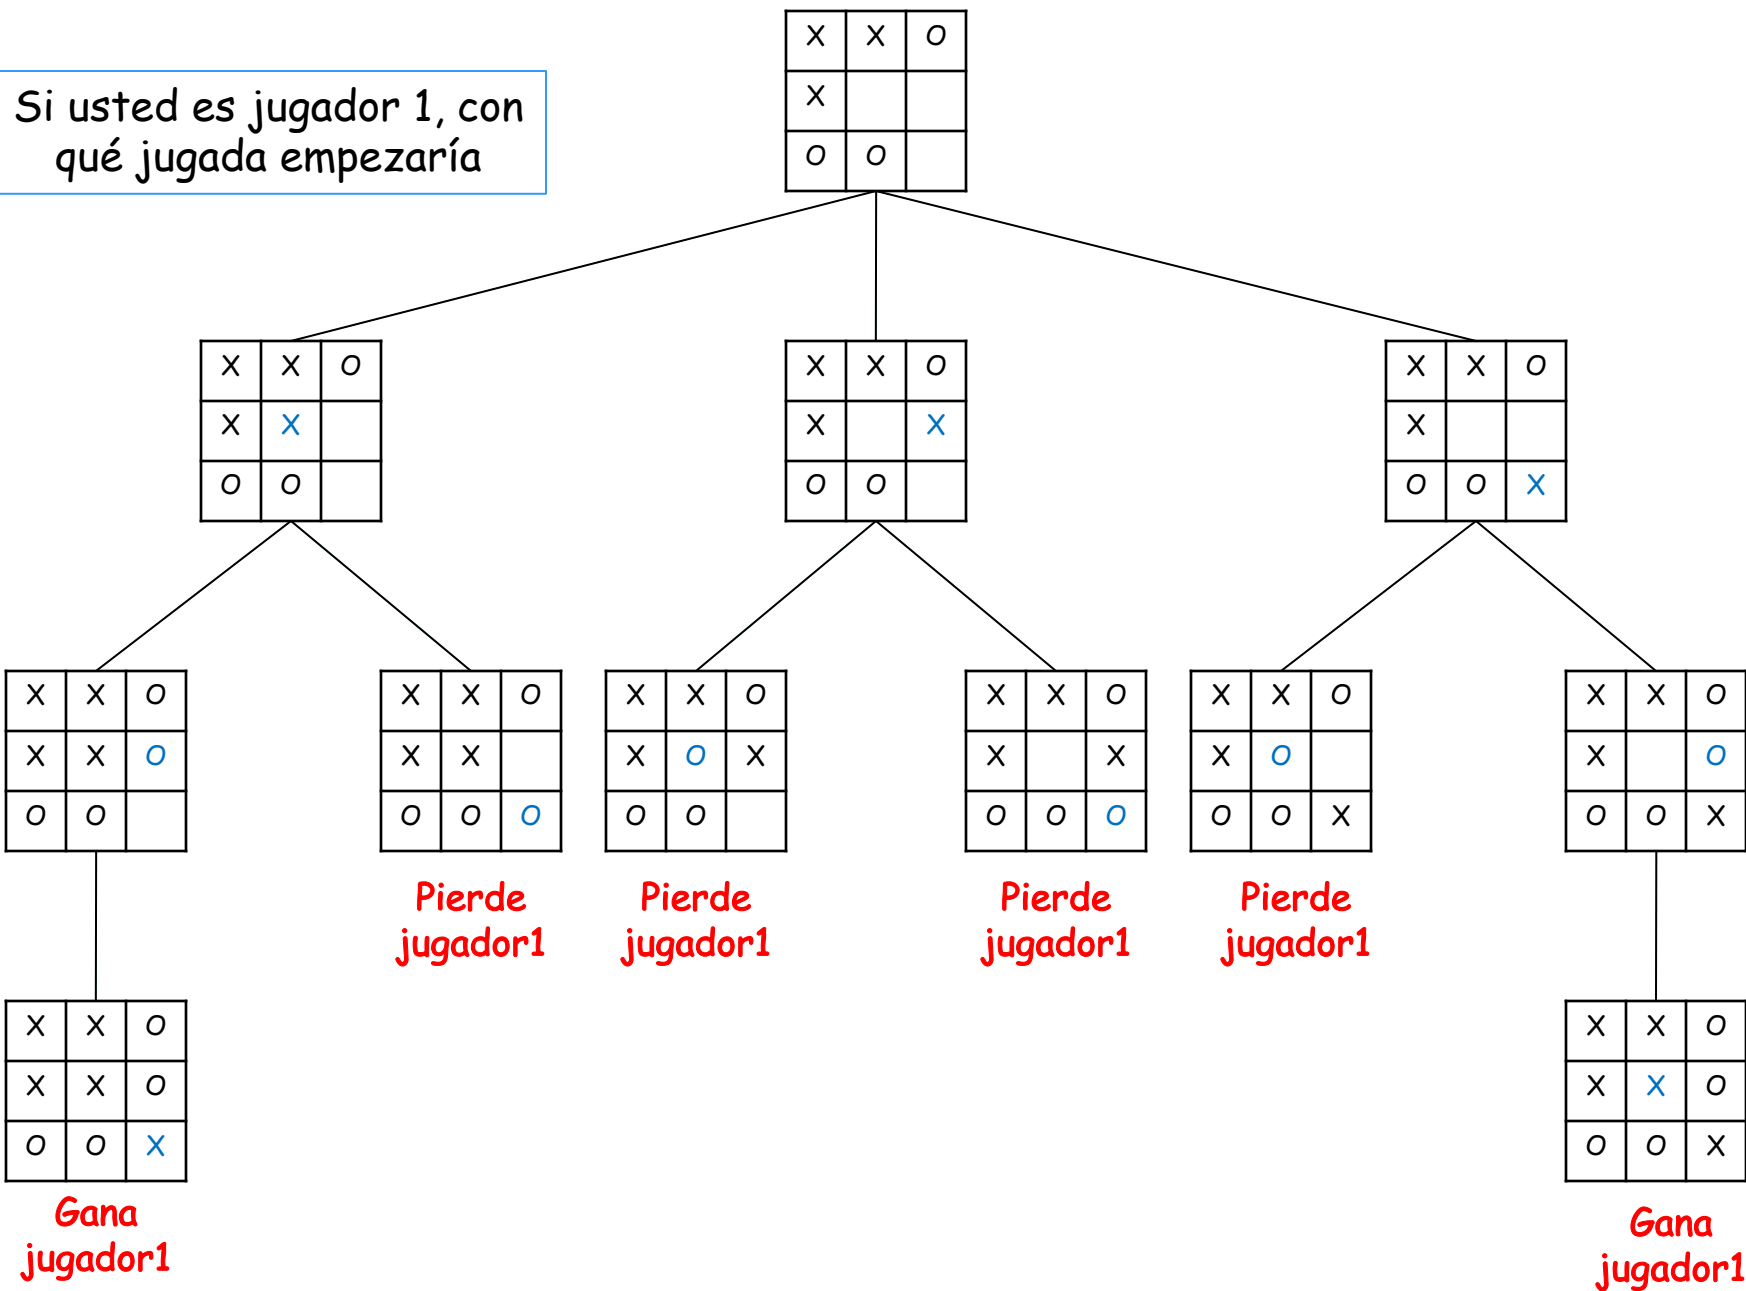 X X O
Si usted es jugador 1, con
qué jugada empezaría
X
O O
X X O
X X O
X X O
X X
X X
X
O O
O O
O O X
X X O
X X O
X X O
X X O
X X O
X X O
X X O
X X
X O X
X X
X O
X O
O O
O O O
O O
O O O
O O X
O O X
Pierde
jugador1
Pierde
jugador1
Pierde
jugador1
Pierde
jugador1
X X O
X X O
O O X
Gana
jugador1
X X O
X X O
O O X
Gana
jugador1